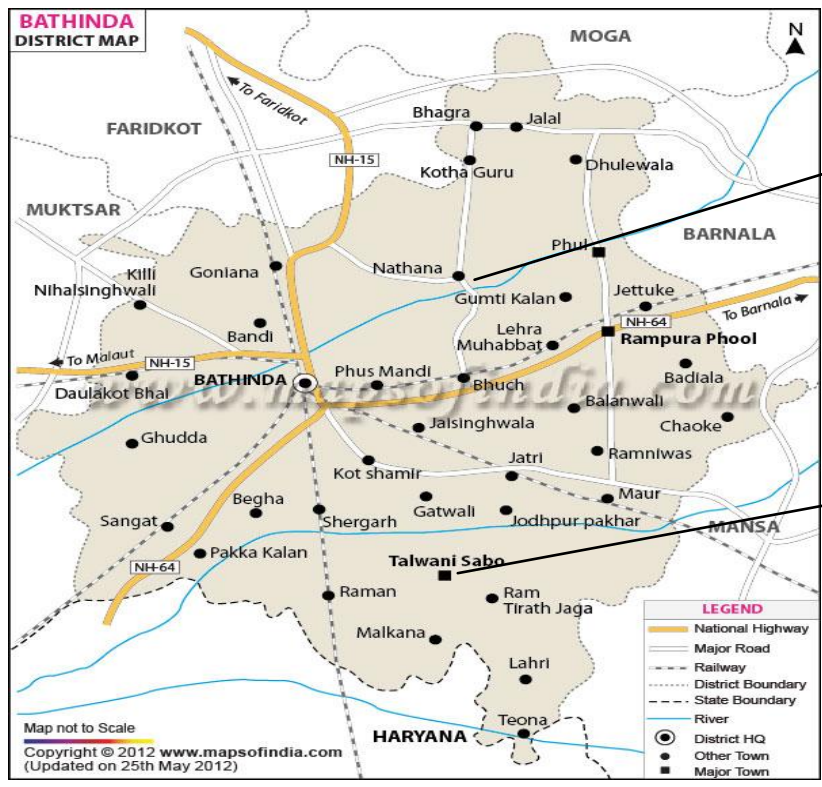 BATHINDA
DISTRICT MAP
MOGA
N
To Faridkot
FARIDKOT
Bhagra
Jalal
NH-15
Kotha Guru
Dhulewala
MUKTSAR
BARNALA
Phul
Killi
Nihalsinghwali
Goniana
Nathana
Gumti Kalan
Jettuke
To Barnala
Bandi
Lehra
Muhabbat
NH-64
Rampura Phool
To Malaut
NH-15
BATHINDA
Phus Mandi
Bhuch
Badiala
Daulakot Bhai
www.mapsofindia.com
Balanwali
Chaoke
Ghudda
Jaisinghwala
Kot shamir
Jatri
Ramniwas
Begha
Gatwali
Maur
Sangat
Shergarh
Jodhpur pakhar
MANSA
Pakka Kalan
Talwani Sabo
NH-64
Raman
Ram
Tirath Jaga
Malkana
Lahri
Teona
HARYANA
LEGEND
National Highway
Major Road
Railway
District Boundary
State Boundary
River
District HQ
Other Town
Major Town
Map not to Scale
Copyright © 2012 www.mapsofindia.com
(Updated on 25th May 2012)